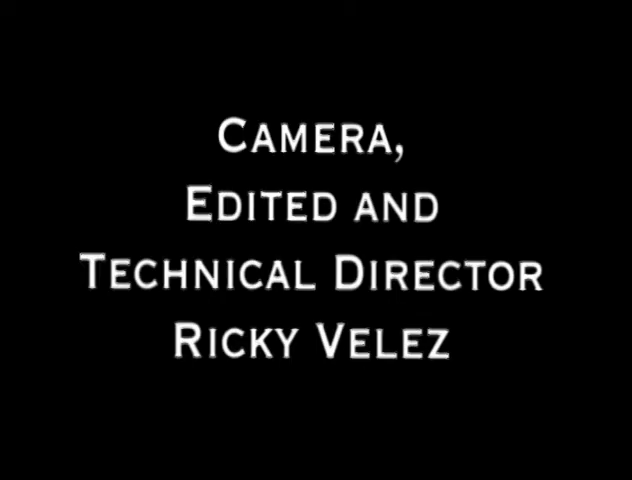 CAMERA,
EDITED AND
TECHNICAL DIRECTOR
RICKY VELEZ